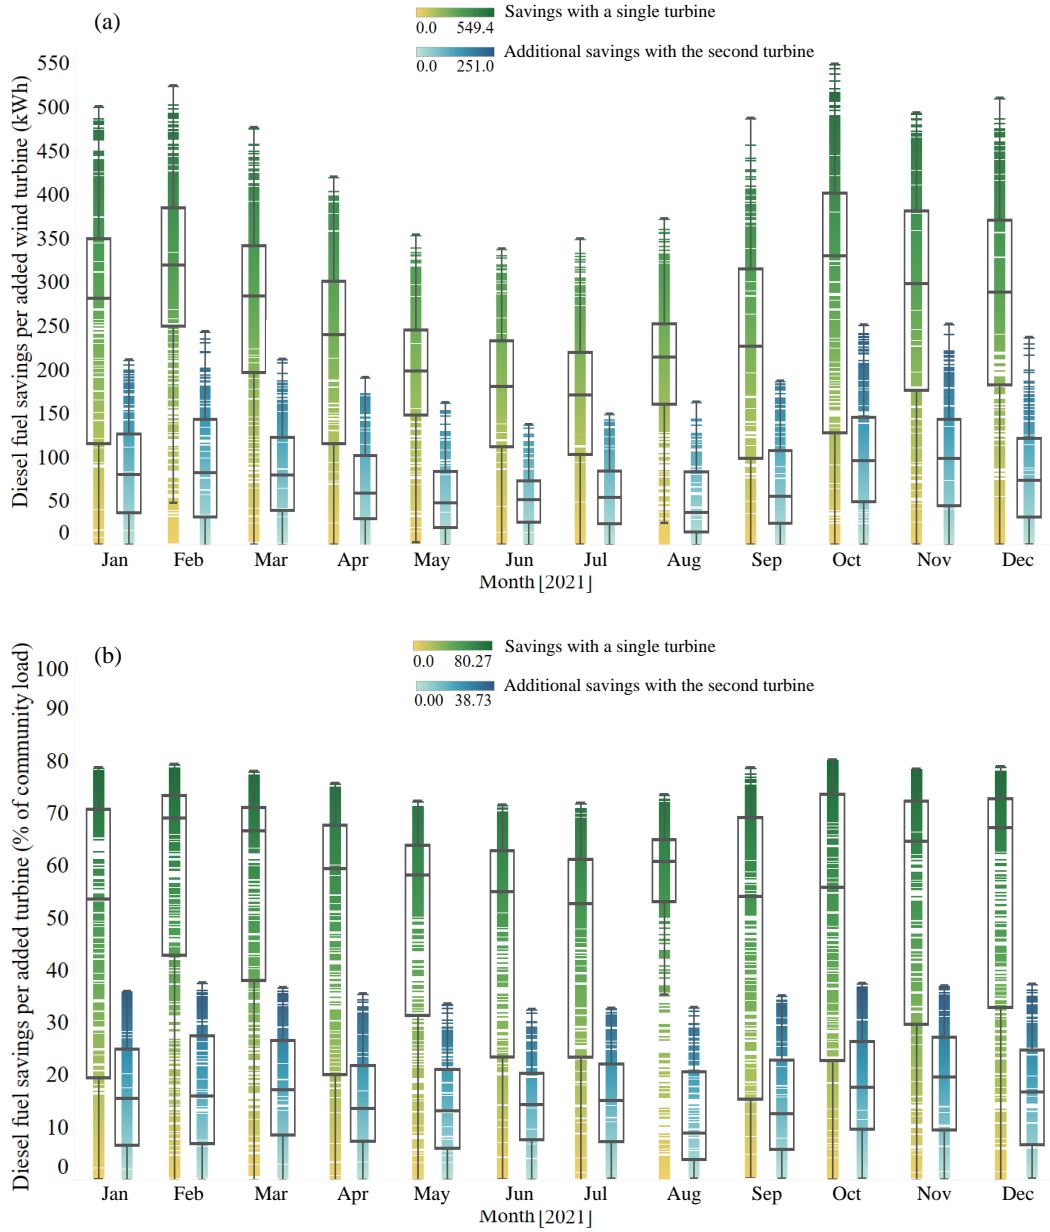 (a)
Savings with a single turbine
0.0 549.4
Additional savings with the second turbine
0.0 251.0
Diesel fuel savings per added wind turbine (kWh)
550
500
450
400
350
300
250
200
150
100
50
0
Jan Feb Mar Apr May Jun Jul Aug Sep Oct Nov Dec
Month [2021]
(b)
Savings with a single turbine
0.0 80.27
Additional savings with the second turbine
0.00 38.73
Diesel fuel savings per added turbine (% of community load)
100
90
80
70
60
50
40
30
20
10
0
Jan Feb Mar Apr May Jun Jul Aug Sep Oct Nov Dec
Month [2021]